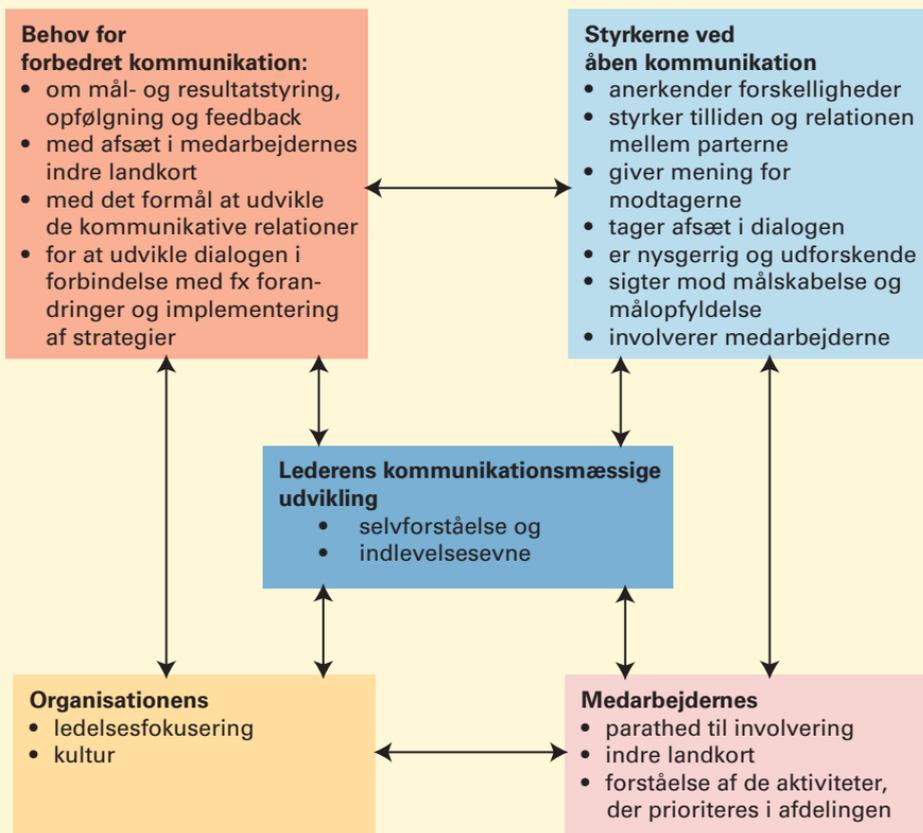 Behov for
forbedret kommunikation:
• om mål- og resultatstyring,
opfølgning og feedback
• med afsæt i medarbejdernes
indre landkort
• med det formål at udvikle
de kommunikative relationer
• for at udvikle dialogen i
forbindelse med fx foran-
dringer og implementering
af strategier
Styrkerne ved
åben kommunikation
• anerkender forskelligheder
• styrker tilliden og relationen
mellem parterne
• giver mening for
modtagerne
• tager afsæt i dialogen
• er nysgerrig og udforskende
• sigter mod målskabelse og
målopfyldelse
• involverer medarbejderne
Lederens kommunikationsmæssige
udvikling
• selvforståelse og
• indlevelsesevne
Organisationens
• ledelsesfokusering
• kultur
Medarbejdernes
• parathed til involvering
• indre landkort
• forståelse af de aktiviteter,
der prioriteres i afdelingen